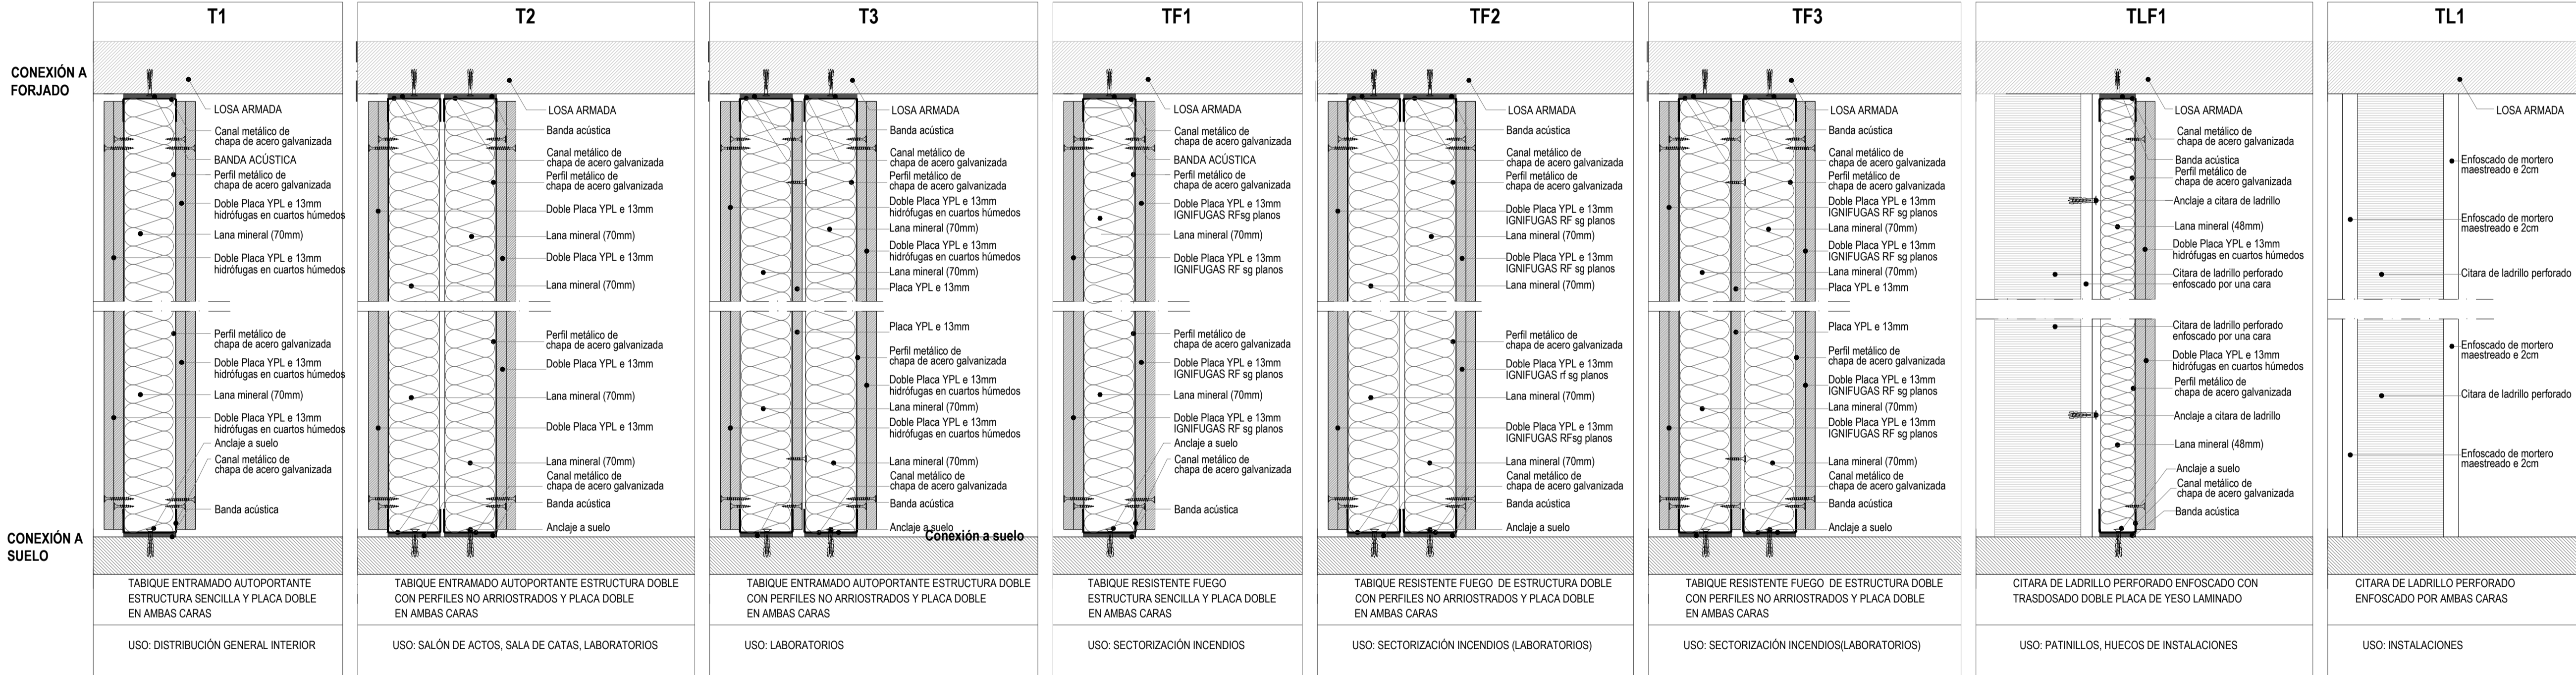 CONEXIÓN A
FORJADO
CONEXIÓN A
SUELO
T1
LOSA ARMADA
Canal metálico de
chapa de acero galvanizada
BANDA ACÚSTICA
Perfil metálico de
chapa de acero galvanizada
Doble Placa YPL e 13mm
hidrófugas en cuartos húmedos
Lana mineral (70mm)
Doble Placa YPL e 13mm
hidrófugas en cuartos húmedos
Perfil metálico de
chapa de acero galvanizada
Doble Placa YPL e 13mm
hidrófugas en cuartos húmedos
Lana mineral (70mm)
Doble Placa YPL e 13mm
hidrófugas en cuartos húmedos
Anclaje a suelo
Canal metálico de
chapa de acero galvanizada
Banda acústica
TABIQUE ENTRAMADO AUTOPORTANTE
ESTRUCTURA SENCILLA Y PLACA DOBLE
EN AMBAS CARAS
USO: DISTRIBUCIÓN GENERAL INTERIOR
T2
LOSA ARMADA
Banda acústica
Canal metálico de
chapa de acero galvanizada
Perfil metálico de
chapa de acero galvanizada
Doble Placa YPL e 13mm
Lana mineral (70mm)
Doble Placa YPL e 13mm
Lana mineral (70mm)
Perfil metálico de
chapa de acero galvanizada
Doble Placa YPL e 13mm
Lana mineral (70mm)
Doble Placa YPL e 13mm
Lana mineral (70mm)
Canal metálico de
chapa de acero galvanizada
Banda acústica
Anclaje a suelo
TABIQUE ENTRAMADO AUTOPORTANTE ESTRUCTURA DOBLE
CON PERFILES NO ARRIOSTRADOS Y PLACA DOBLE
EN AMBAS CARAS
USO: SALÓN DE ACTOS, SALA DE CATAS, LABORATORIOS
T3
LOSA ARMADA
Banda acústica
Canal metálico de
chapa de acero galvanizada
Perfil metálico de
chapa de acero galvanizada
Doble Placa YPL e 13mm
hidrófugas en cuartos húmedos
Lana mineral (70mm)
Doble Placa YPL e 13mm
hidrófugas en cuartos húmedos
Lana mineral (70mm)
Placa YPL e 13mm
Placa YPL e 13mm
Perfil metálico de
chapa de acero galvanizada
Doble Placa YPL e 13mm
hidrófugas en cuartos húmedos
Lana mineral (70mm)
Doble Placa YPL e 13mm
hidrófugas en cuartos húmedos
Lana mineral (70mm)
Canal metálico de
chapa de acero galvanizada
Banda acústica
Anclaje a suelo
Conexión a suelo
TABIQUE ENTRAMADO AUTOPORTANTE ESTRUCTURA DOBLE
CON PERFILES NO ARRIOSTRADOS Y PLACA DOBLE
EN AMBAS CARAS
USO: LABORATORIOS
TF1
LOSA ARMADA
Canal metálico de
chapa de acero galvanizada
BANDA ACÚSTICA
Perfil metálico de
chapa de acero galvanizada
Doble Placa YPL e 13mm
IGNIFUGAS RFsg planos
Lana mineral (70mm)
Doble Placa YPL e 13mm
IGNIFUGAS RF sg planos
Perfil metálico de
chapa de acero galvanizada
Doble Placa YPL e 13mm
IGNIFUGAS RF sg planos
Lana mineral (70mm)
Doble Placa YPL e 13mm
IGNIFUGAS RF sg planos
Anclaje a suelo
Canal metálico de
chapa de acero galvanizada
Banda acústica
TABIQUE RESISTENTE FUEGO
ESTRUCTURA SENCILLA Y PLACA DOBLE
EN AMBAS CARAS
USO: SECTORIZACIÓN INCENDIOS
TF2
LOSA ARMADA
Banda acústica
Canal metálico de
chapa de acero galvanizada
Perfil metálico de
chapa de acero galvanizada
Doble Placa YPL e 13mm
IGNIFUGAS RF sg planos
Lana mineral (70mm)
Doble Placa YPL e 13mm
IGNIFUGAS RF sg planos
Lana mineral (70mm)
Perfil metálico de
chapa de acero galvanizada
Doble Placa YPL e 13mm
IGNIFUGAS rf sg planos
Lana mineral (70mm)
Doble Placa YPL e 13mm
IGNIFUGAS RFsg planos
Lana mineral (70mm)
Canal metálico de
chapa de acero galvanizada
Banda acústica
Anclaje a suelo
TABIQUE RESISTENTE FUEGO DE ESTRUCTURA DOBLE
CON PERFILES NO ARRIOSTRADOS Y PLACA DOBLE
EN AMBAS CARAS
USO: SECTORIZACIÓN INCENDIOS (LABORATORIOS)
TF3
LOSA ARMADA
Banda acústica
Canal metálico de
chapa de acero galvanizada
Perfil metálico de
chapa de acero galvanizada
Doble Placa YPL e 13mm
IGNIFUGAS RF sg planos
Lana mineral (70mm)
Doble Placa YPL e 13mm
IGNIFUGAS RF sg planos
Lana mineral (70mm)
Placa YPL e 13mm
Placa YPL e 13mm
Perfil metálico de
chapa de acero galvanizada
Doble Placa YPL e 13mm
IGNIFUGAS RF sg planos
Lana mineral (70mm)
Doble Placa YPL e 13mm
IGNIFUGAS RF sg planos
Lana mineral (70mm)
Canal metálico de
chapa de acero galvanizada
Banda acústica
Anclaje a suelo
TABIQUE RESISTENTE FUEGO DE ESTRUCTURA DOBLE
CON PERFILES NO ARRIOSTRADOS Y PLACA DOBLE
EN AMBAS CARAS
USO: SECTORIZACIÓN INCENDIOS(LABORATORIOS)
TLF1
LOSA ARMADA
Canal metálico de
chapa de acero galvanizada
Banda acústica
Perfil metálico de
chapa de acero galvanizada
Anclaje a citara de ladrillo
Lana mineral (48mm)
Doble Placa YPL e 13mm
hidrófugas en cuartos húmedos
Citara de ladrillo perforado
enfoscado por una cara
Citara de ladrillo perforado
enfoscado por una cara
Doble Placa YPL e 13mm
hidrófugas en cuartos húmedos
Perfil metálico de
chapa de acero galvanizada
Anclaje a citara de ladrillo
Lana mineral (48mm)
Anclaje a suelo
Canal metálico de
chapa de acero galvanizada
Banda acústica
CITARA DE LADRILLO PERFORADO ENFOSCADO CON
TRASDOSADO DOBLE PLACA DE YESO LAMINADO
USO: PATINILLOS, HUECOS DE INSTALACIONES
TL1
LOSA ARMADA
Enfoscado de mortero
maestreado e 2cm
Enfoscado de mortero
maestreado e 2cm
Citara de ladrillo perforado
Enfoscado de mortero
maestreado e 2cm
Citara de ladrillo perforado
Enfoscado de mortero
maestreado e 2cm
CITARA DE LADRILLO PERFORADO
ENFOSCADO POR AMBAS CARAS
USO: INSTALACIONES